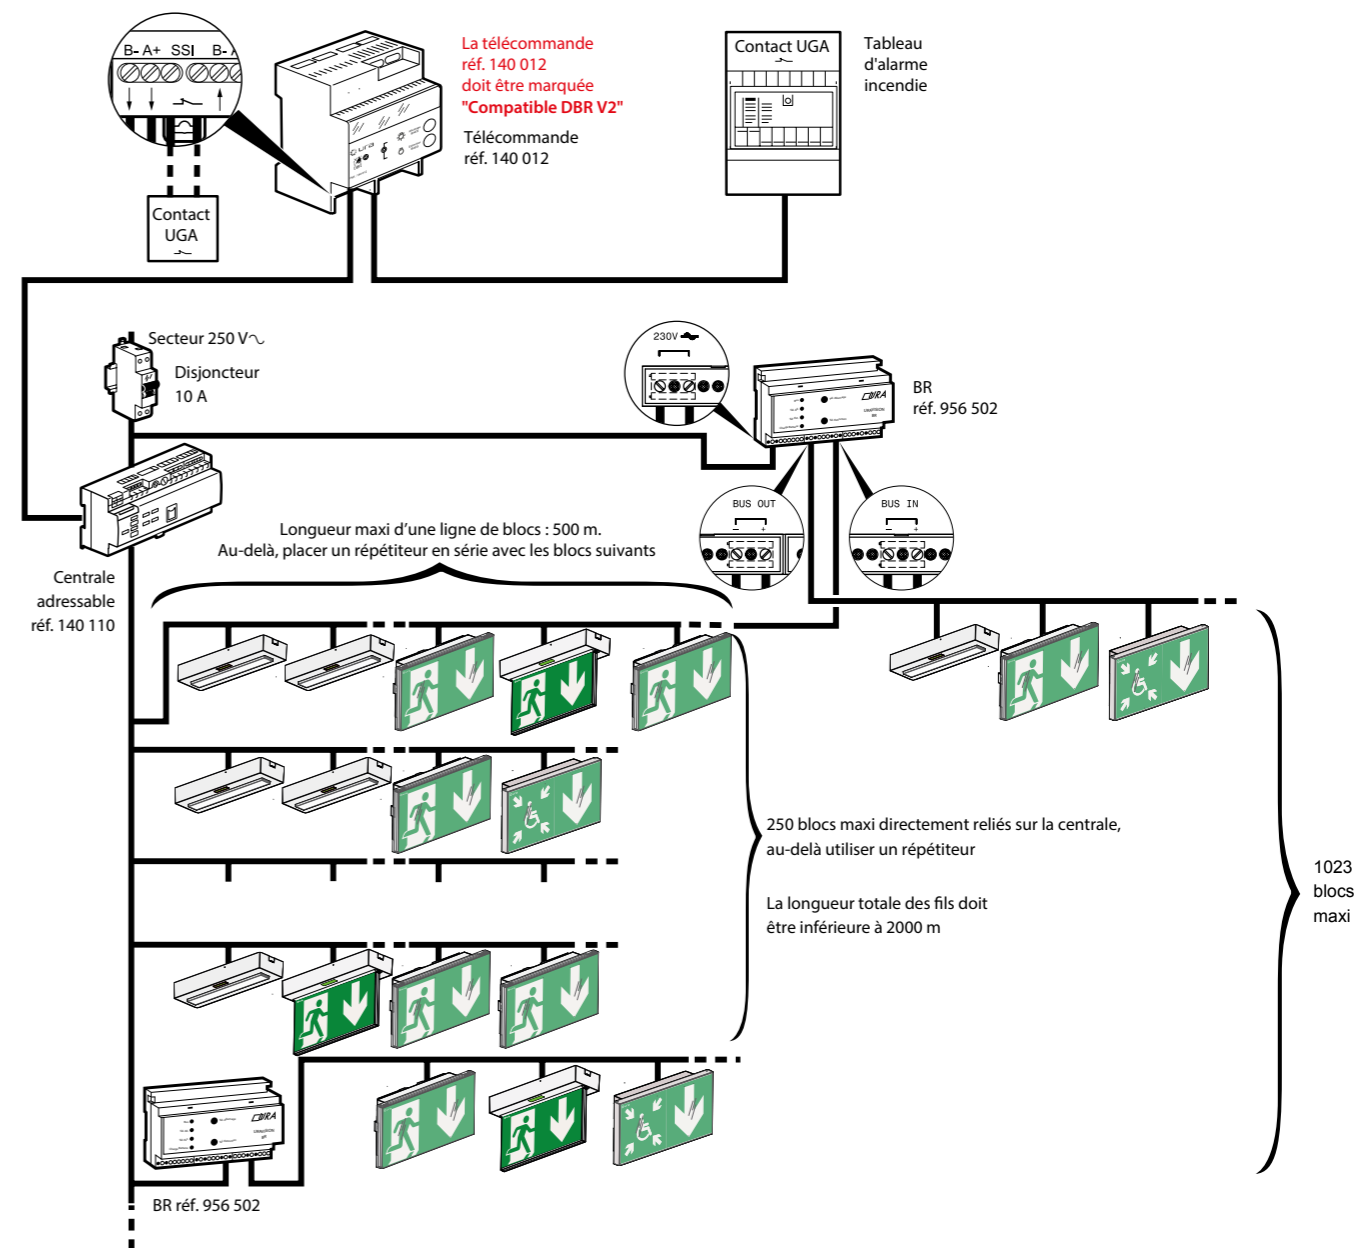 B- A+ SSI B- A
La télécommande
réf. 140 012
doit être marquée
"Compatible DBR V2"
Télécommande
réf. 140 012
Contact UGA
Tableau
d'alarme
incendie
Contact
UGA
ura
Secteur 250 V
Disjoncteur
10 A
230V
URA
BR
réf. 956 502
BUS OUT
- +
BUS IN
- +
Longueur maxi d’une ligne de blocs : 500 m.
Au-delà, placer un répétiteur en série avec les blocs suivants
Centrale
adressable
réf. 140 110
250 blocs maxi directement reliés sur la centrale,
au-delà utiliser un répétiteur
La longueur totale des fils doit
être inférieure à 2000 m
1023
blocs
maxi
URA
BR réf. 956 502